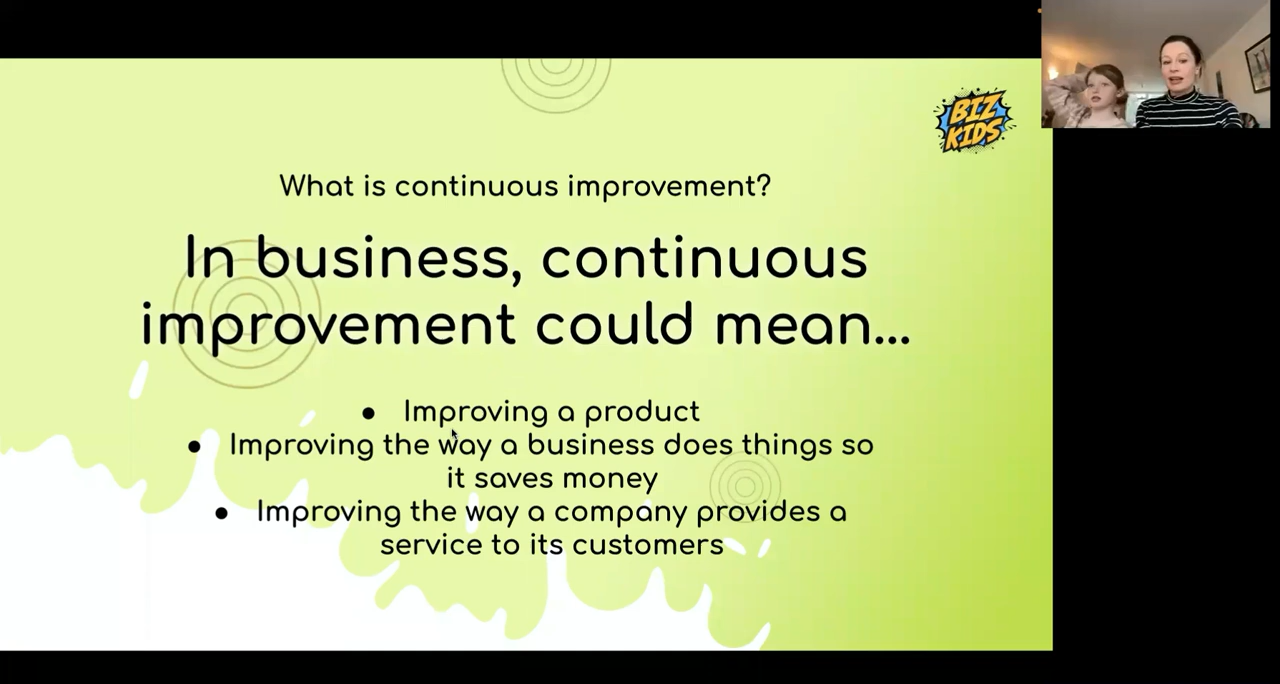 BIZ
KIDS
What is continuous improvement?
In business, continuous
improvement could mean...
● Improving a product
● Improving the way a business does things so
it saves money
● Improving the way a company provides a
service to its customers